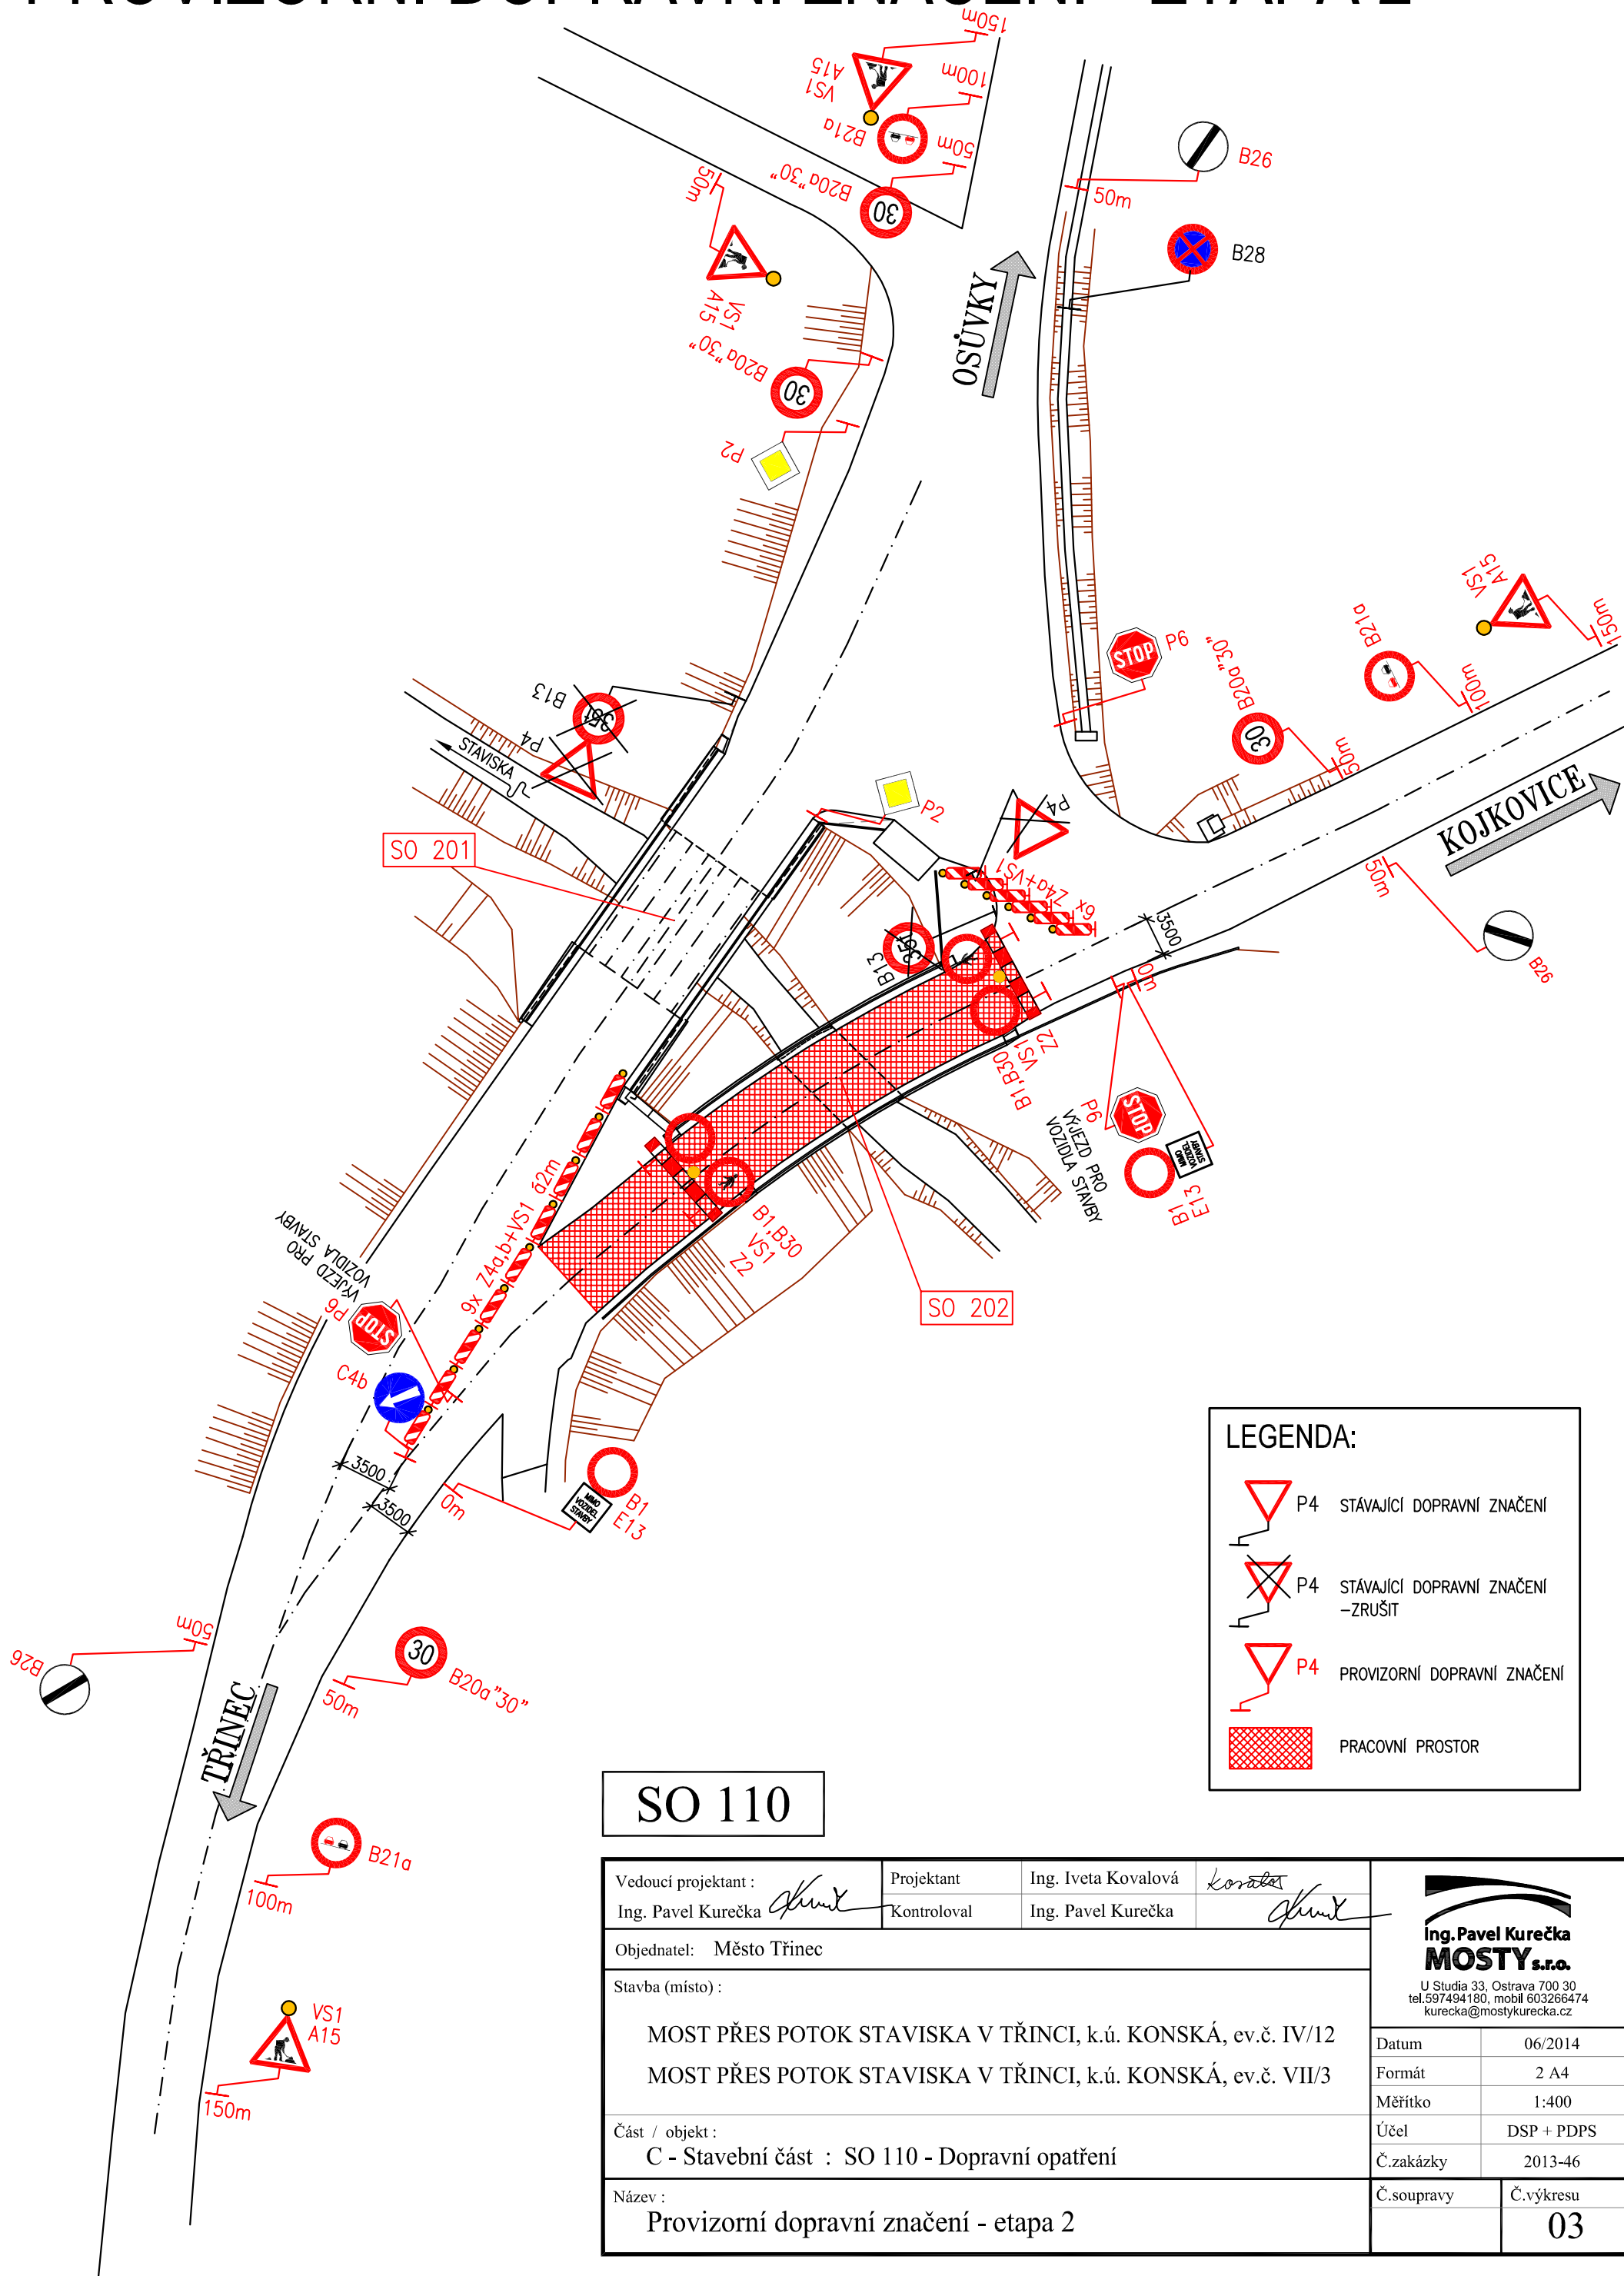 PROVIZORNÍ DOPRAVNÍ ZNAČENÍ - ETAPA 2
150m
A15
VS1
100m
B21a
50m
B20a"30"
30
B26
50m
B28
50m
VS1
A15
B20a"30"
30
P2
OSŮVKY
VS1
A15
150m
B21a
100m
P6
STOP
B20a"30"
30
50m
KOJKOVICE
50m
B26
B13
P4
STAVISKA
SO 201
P2
P4
6x Z4a+VS1
B13
3500
0m
B1,B30
VS1
Z2
P6
STOP
VÝJEZD PRO
VOZIDLA STAVBY
MIMO
VOZIDEL
STAVBY
B1
E13
9x Z4a,b+VS1 á2m
B1,B30
VS1
Z2
SO 202
VÝJEZD PRO
VOZIDLA STAVBY
P6
STOP
C4b
3500
3500
0m
MIMO
VOZIDEL
STAVBY
B1
E13
50m
B26
30
B20a"30"
50m
TŘINEC
B21a
100m
VS1
A15
150m
LEGENDA:
P4 STÁVAJÍCÍ DOPRAVNÍ ZNAČENÍ
P4 STÁVAJÍCÍ DOPRAVNÍ ZNAČENÍ
-ZRUŠIT
P4 PROVIZORNÍ DOPRAVNÍ ZNAČENÍ
PRACOVNÍ PROSTOR
SO 110
Vedoucí projektant :
Ing. Pavel Kurečka
Projektant Ing. Iveta Kovalová
Kontroloval Ing. Pavel Kurečka
Objednatel: Město Třinec
Stavba (místo) :
MOST PŘES POTOK STAVISKA V TŘINCI, k.ú. KONSKÁ, ev.č. IV/12
MOST PŘES POTOK STAVISKA V TŘINCI, k.ú. KONSKÁ, ev.č. VII/3
Část / objekt :
C - Stavební část : SO 110 - Dopravní opatření
Název :
Provizorní dopravní značení - etapa 2
Ing.Pavel Kurečka
MOSTY s.r.o.
U Studia 33, Ostrava 700 30
tel.597494180, mobil 603266474
kurecka@mostykurecka.cz
Datum 06/2014
Formát 2 A4
Měřítko 1:400
Účel DSP + PDPS
Č.zakázky 2013-46
Č.soupravy Č.výkresu
03